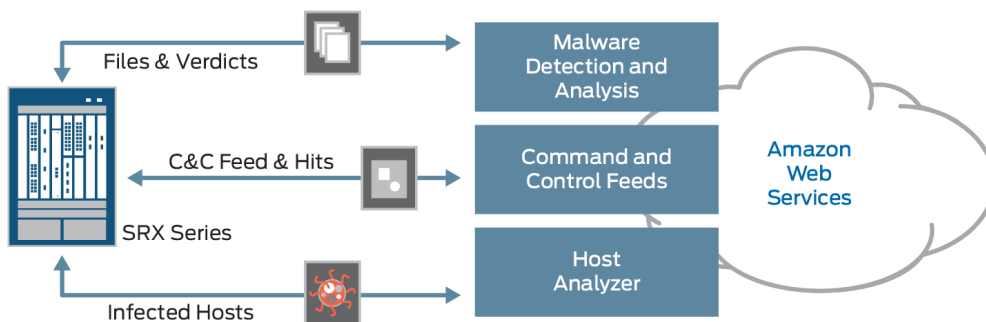 Files & Verdicts
Malware
Detection and
Analysis
C&C Feed & Hits
Command and
Control Feeds
Amazon
Web
Services
SRX Series
Host
Analyzer
Infected Hosts